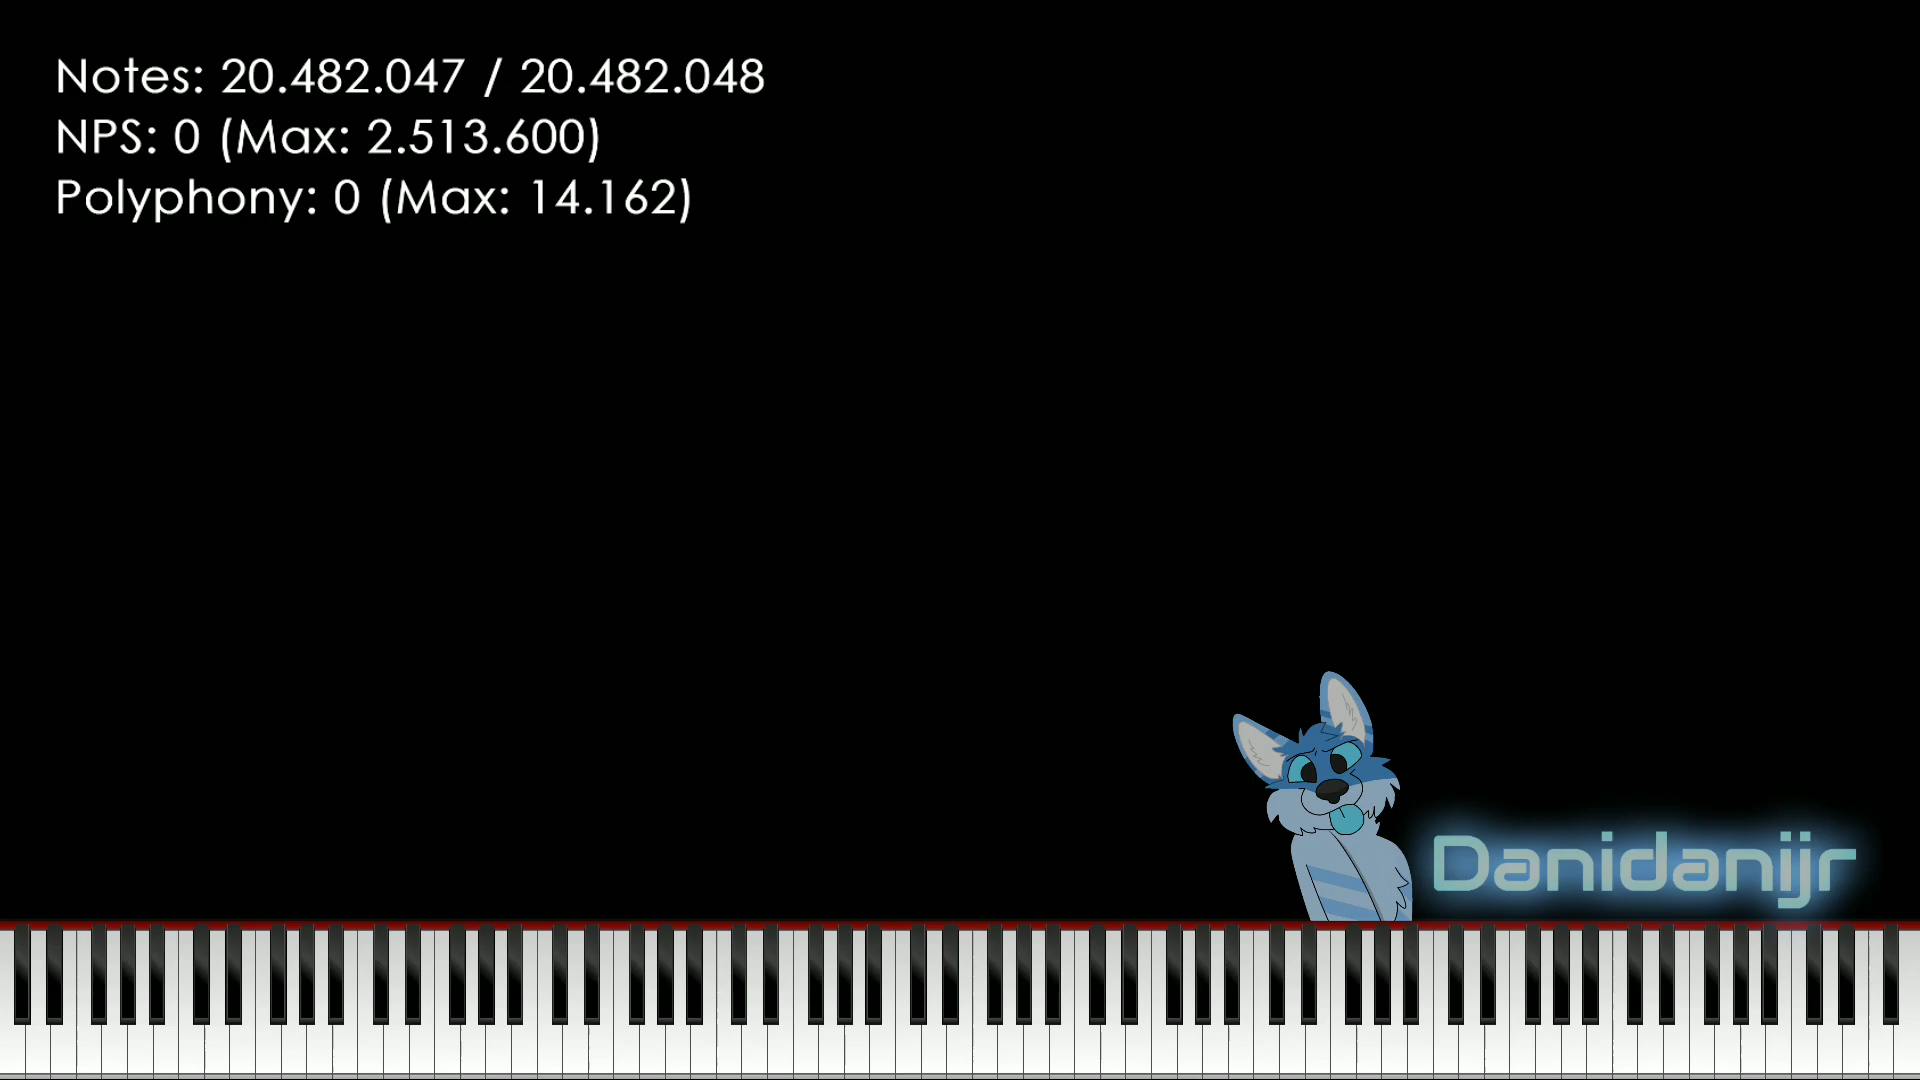 Notes: 20.482.047 / 20.482.048
NPS: 0 (Max: 2.513.600)
Polyphony: 0 (Max: 14.162)
Danidanijr